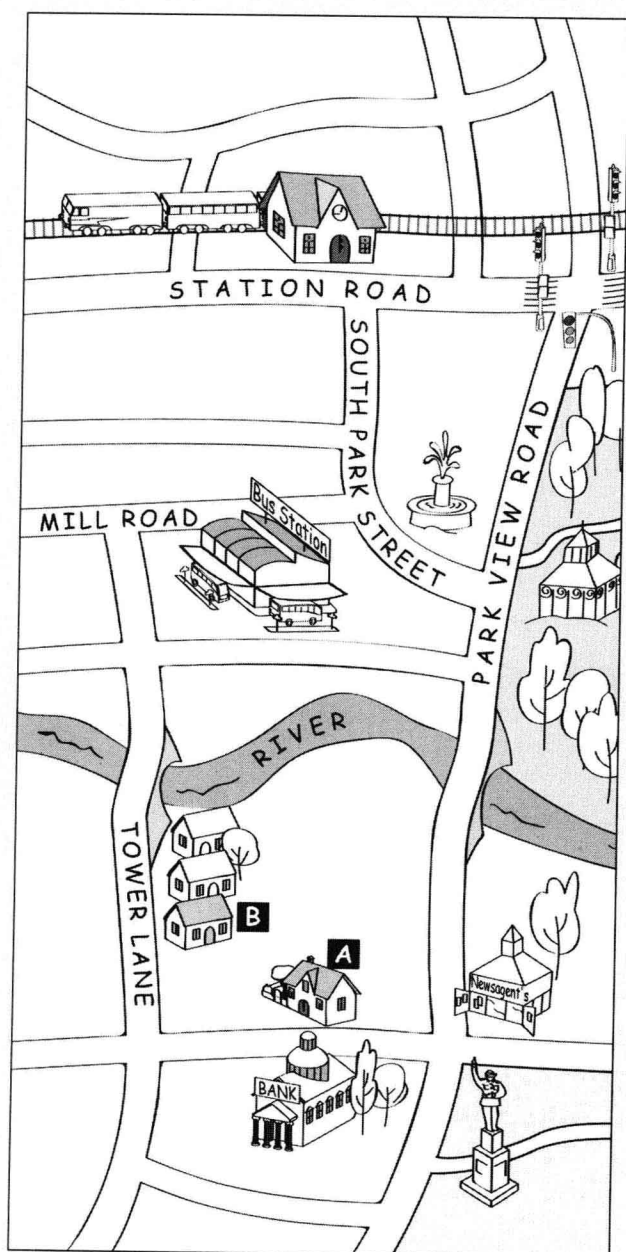 STATION ROAD
SOUTH PARK STREET
PARK VIEW ROAD
MILL ROAD
Bus Station
RIVER
TOWER LANE
B
A
Newsagent's
BANK